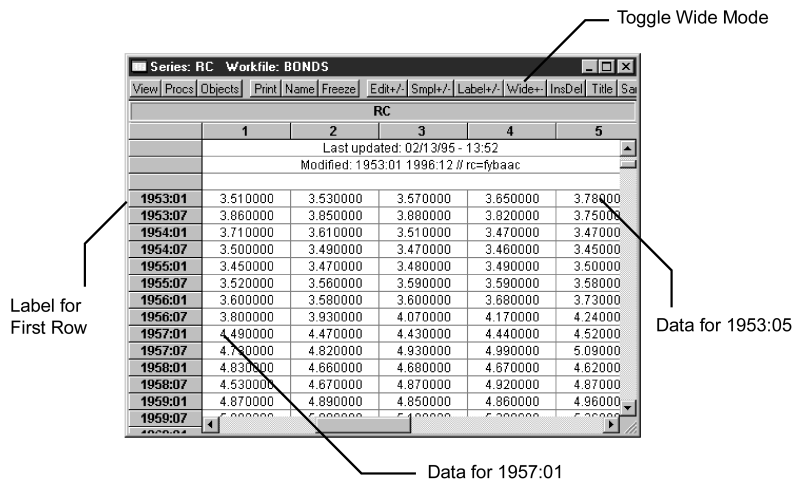 Toggle Wide Mode
Series: RC Workfile: BONDS
View Procs Objects Print Name Freeze Edit+/- Smpl+/- Label+/- Wide+- InsDel Title
RC
1 2 3 4 5
Last updated: 02/13/95 - 13:52
Modified: 1953:01 1996:12 // rc=fybaac
1953:01 3.510000 3.530000 3.570000 3.650000 3.78000
1953:07 3.860000 3.850000 3.880000 3.820000 3.75000
1954:01 3.710000 3.610000 3.510000 3.470000 3.47000
1954:07 3.500000 3.490000 3.470000 3.460000 3.45000
1955:01 3.450000 3.470000 3.480000 3.490000 3.50000
1955:07 3.520000 3.560000 3.590000 3.590000 3.58000
1956:01 3.600000 3.580000 3.600000 3.680000 3.73000
1956:07 3.800000 3.930000 4.070000 4.170000 4.24000
1957:01 4.490000 4.470000 4.430000 4.440000 4.52000
1957:07 4.730000 4.820000 4.930000 4.990000 5.09000
1958:01 4.830000 4.660000 4.680000 4.670000 4.62000
1958:07 4.530000 4.670000 4.870000 4.920000 4.87000
1959:01 4.870000 4.890000 4.850000 4.860000 4.96000
1959:07
Label for
First Row
Data for 1953:05
Data for 1957:01